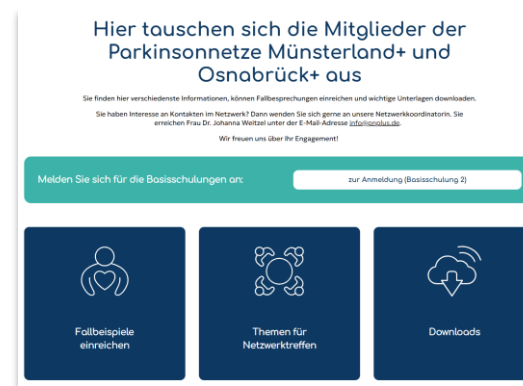 Hier tauschen sich die Mitglieder der
Parkinsonnetze Münsterland+ und
Osnabrück+ aus
Sie finden hier verschiedenste Informationen, können Fallbesprechungen einreichen und wichtige Unterlagen downloaden.
Sie haben Interesse an Kontakten im Netzwerk? Dann wenden Sie sich gerne an unsere Netzwerkkoordinatorin. Sie
erreichen Frau Dr. Johanna Weitzel unter der E-Mail-Adresse info@pnplus.de.
Wir freuen uns über Ihr Engagement!
Melden Sie sich für die Basisschulungen an:
zur Anmeldung (Basisschulung 2)
Fallbeispiele
einreichen
Themen für
Netzwerktreffen
Downloads